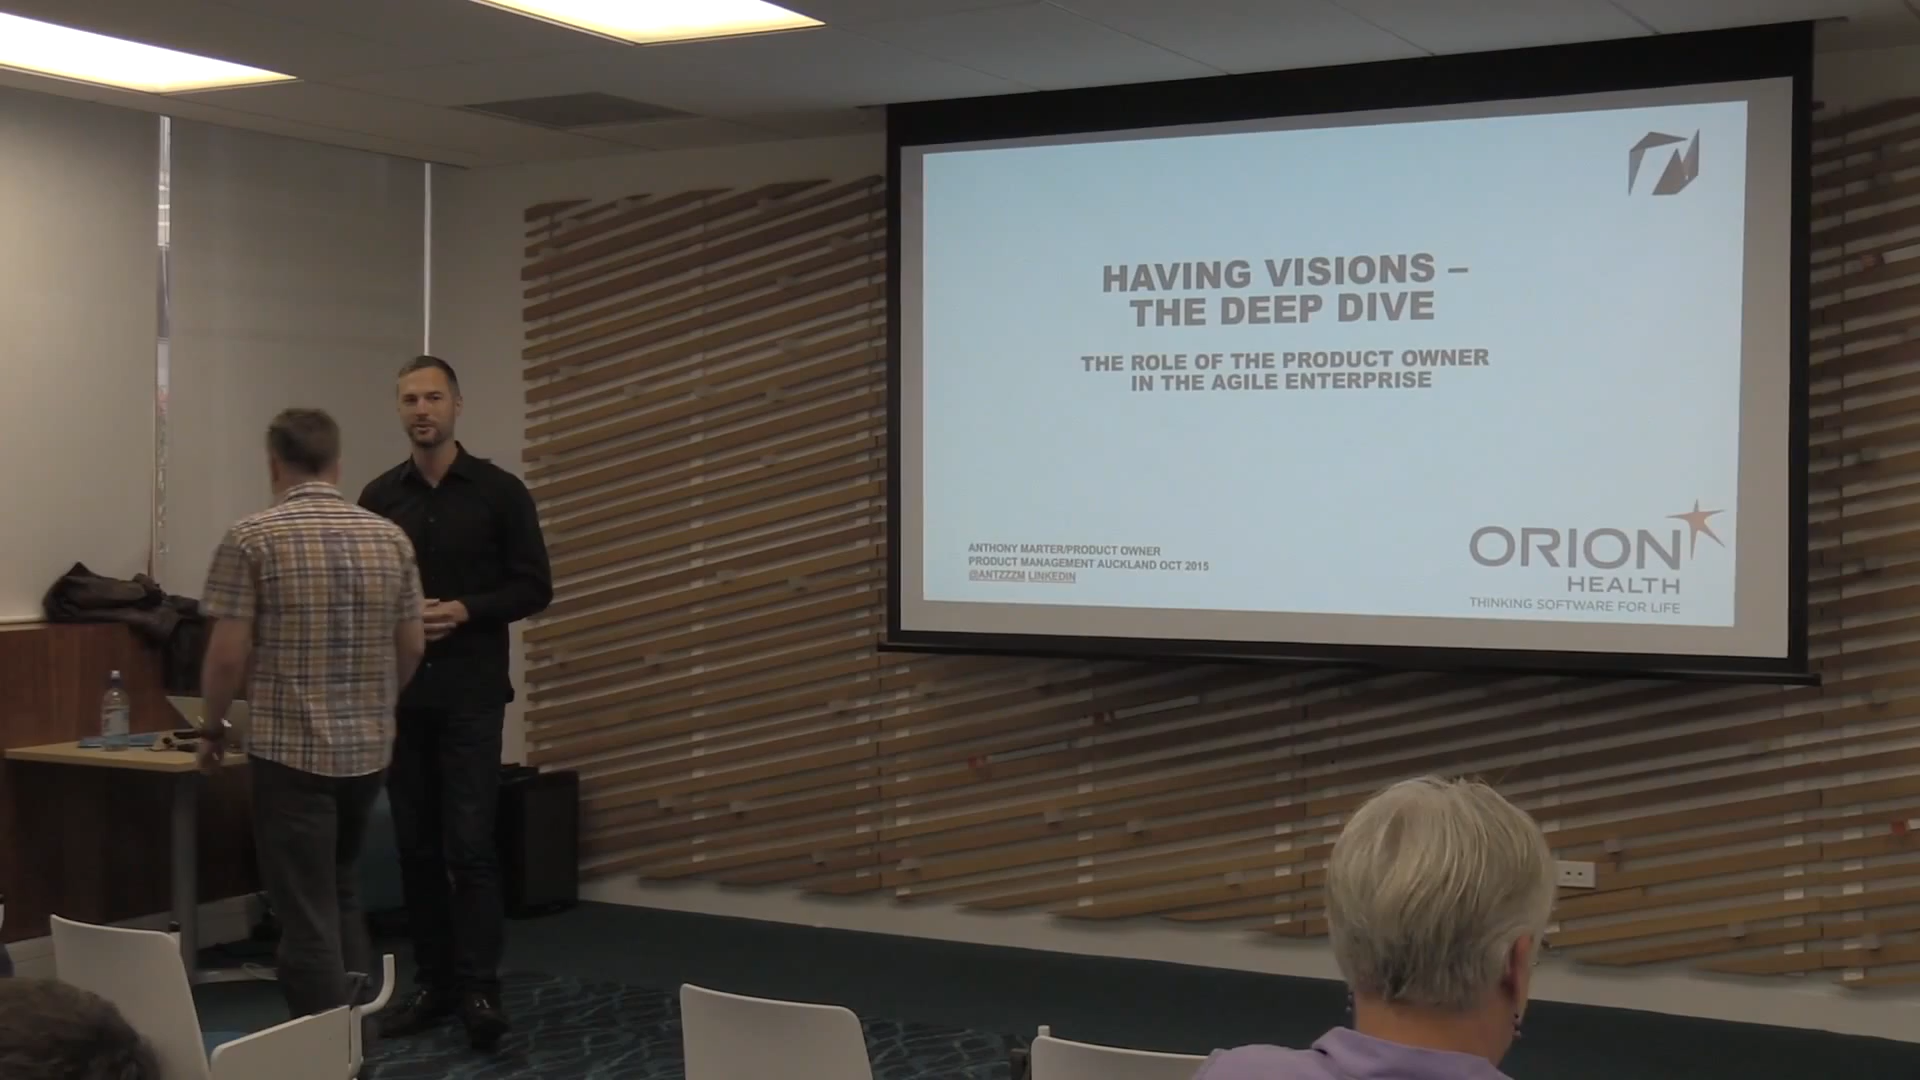 HAVING VISIONS –
THE DEEP DIVE
THE ROLE OF THE PRODUCT OWNER
IN THE AGILE ENTERPRISE
ANTHONY MARTER/PRODUCT OWNER
PRODUCT MANAGEMENT AUCKLAND OCT 2015
@ANTZZZM LINKEDIN
ORION
HEALTH
THINKING SOFTWARE FOR LIFE